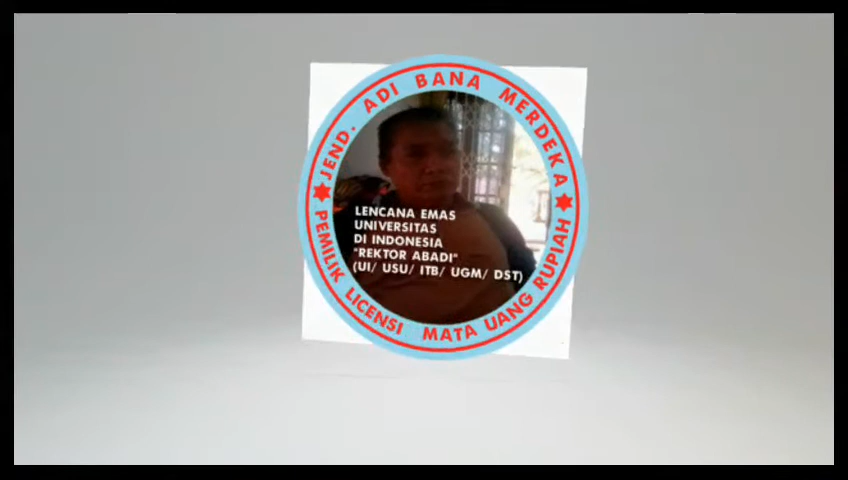 JEND. ADI BANA MERDEKA
LENCANA EMAS
UNIVERSITAS
DI INDONESIA
"REKTOR ABADI"
(UI/ USU/ ITB/ UGM/ DST)
PEMILIK LICENSI MATA UANG RUPIAH